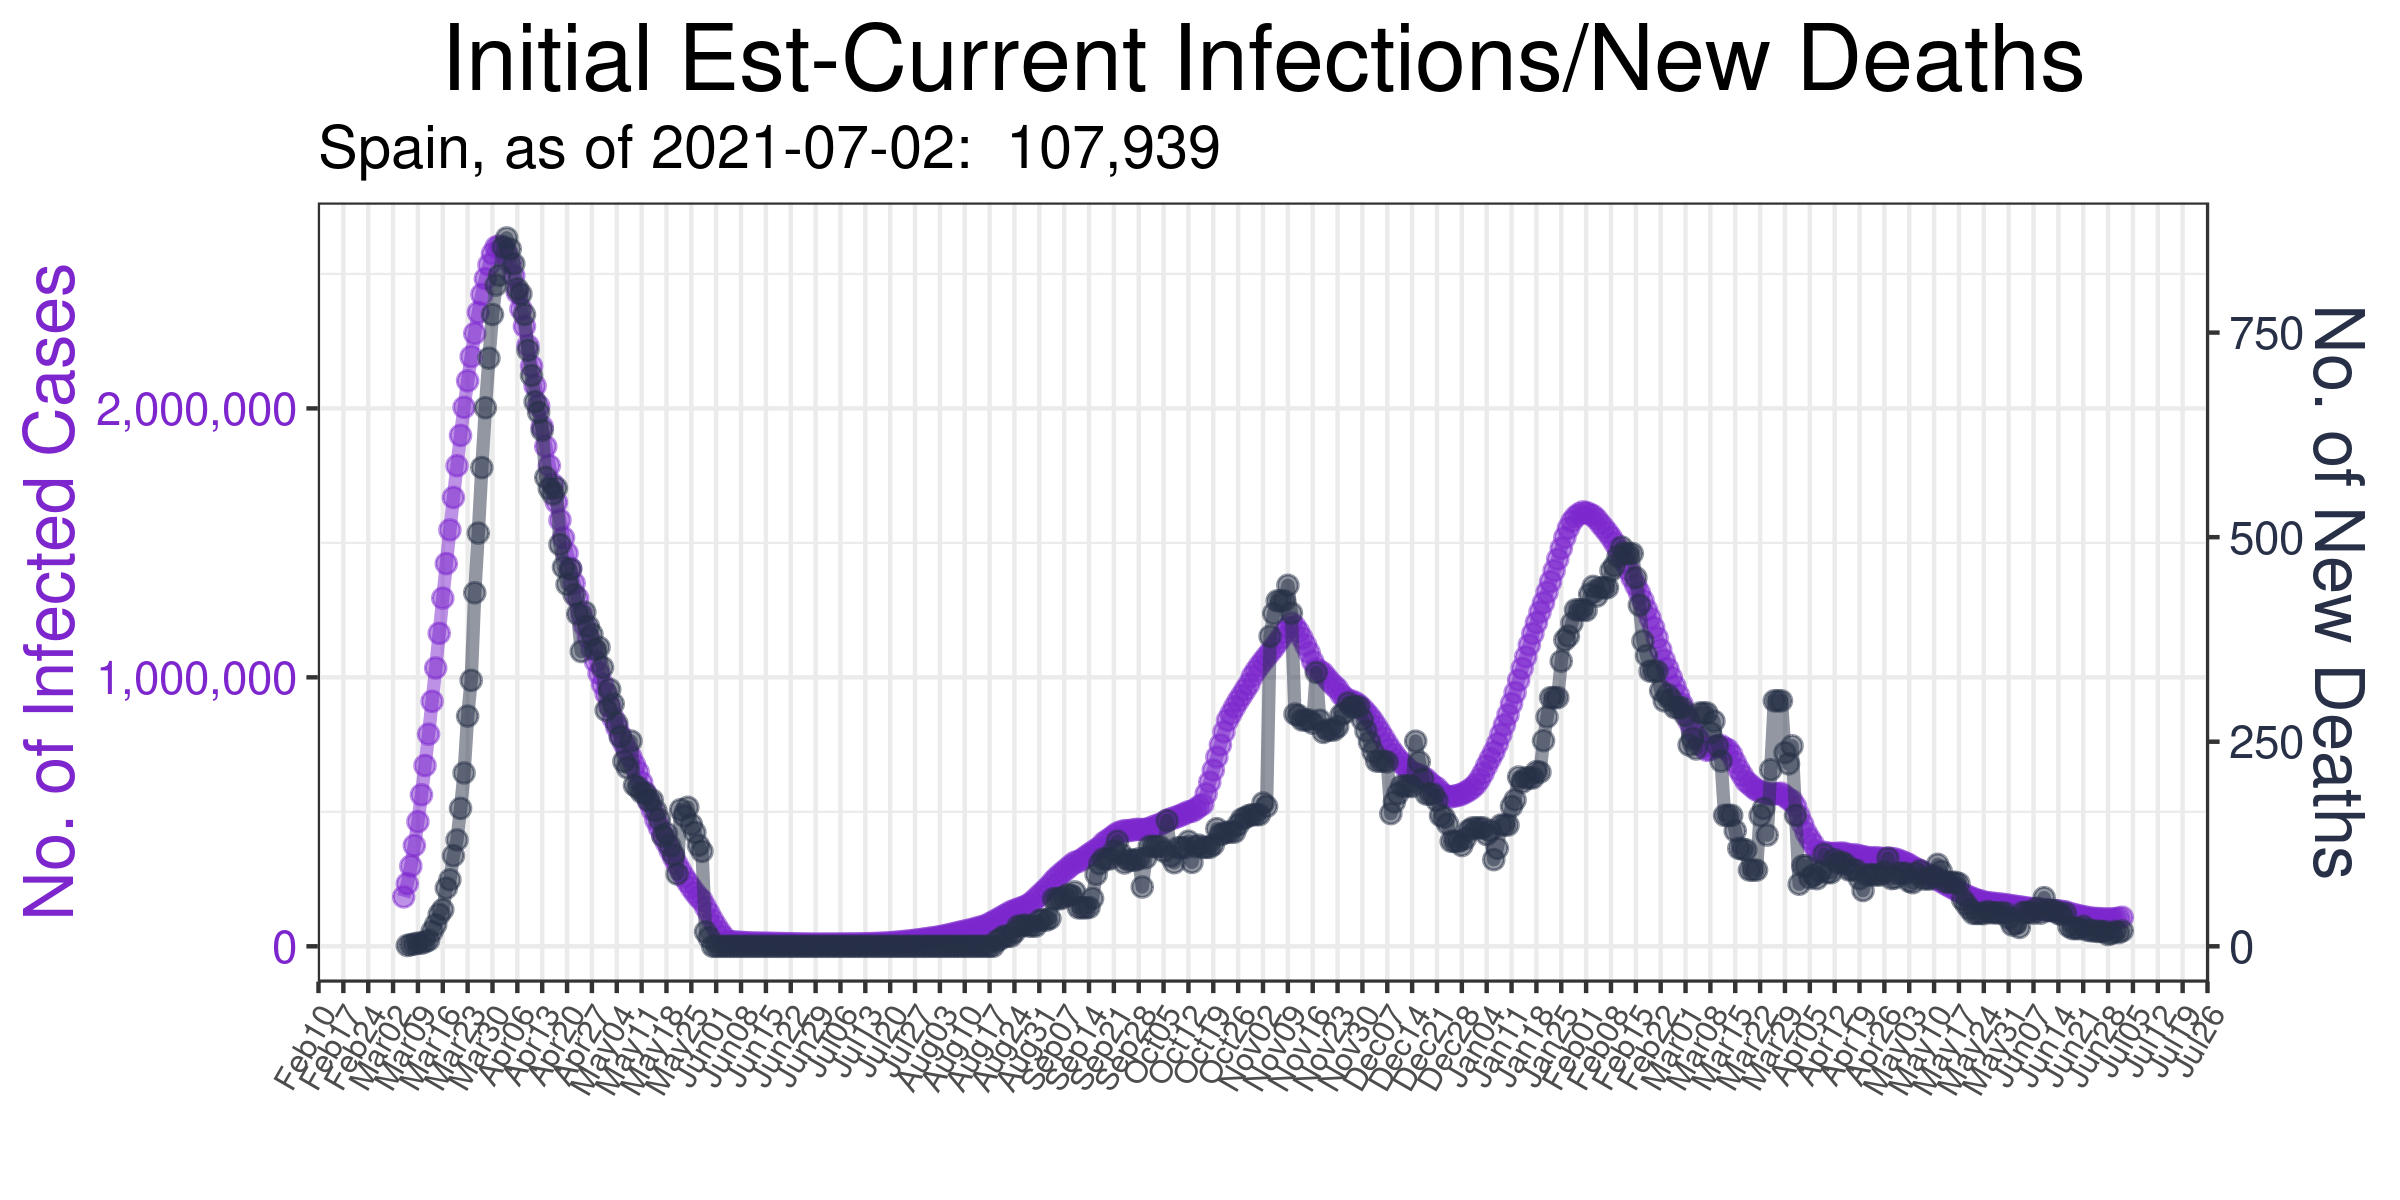 Initial Est-Current Infections/New Deaths
Spain, as of 2021-07-02:  107,939
No. of Infected Cases
2,000,000
1,000,000
0
No. of New Deaths
750
500
250
0
Feb10
Feb17
Feb24
Mar02
Mar09
Mar16
Mar23
Mar30
Apr06
Apr13
Apr20
Apr27
May04
May11
May18
May25
Jun01
Jun08
Jun15
Jun22
Jun29
Jul06
Jul13
Jul20
Jul27
Aug03
Aug10
Aug17
Aug24
Aug31
Sep07
Sep14
Sep21
Sep28
Oct05
Oct12
Oct19
Oct26
Nov02
Nov09
Nov16
Nov23
Nov30
Dec07
Dec14
Dec21
Dec28
Jan04
Jan11
Jan18
Jan25
Feb01
Feb08
Feb15
Feb22
Mar01
Mar08
Mar15
Mar22
Mar29
Apr05
Apr12
Apr19
Apr26
May03
May10
May17
May24
May31
Jun07
Jun14
Jun21
Jun28
Jul05
Jul12
Jul19
Jul26